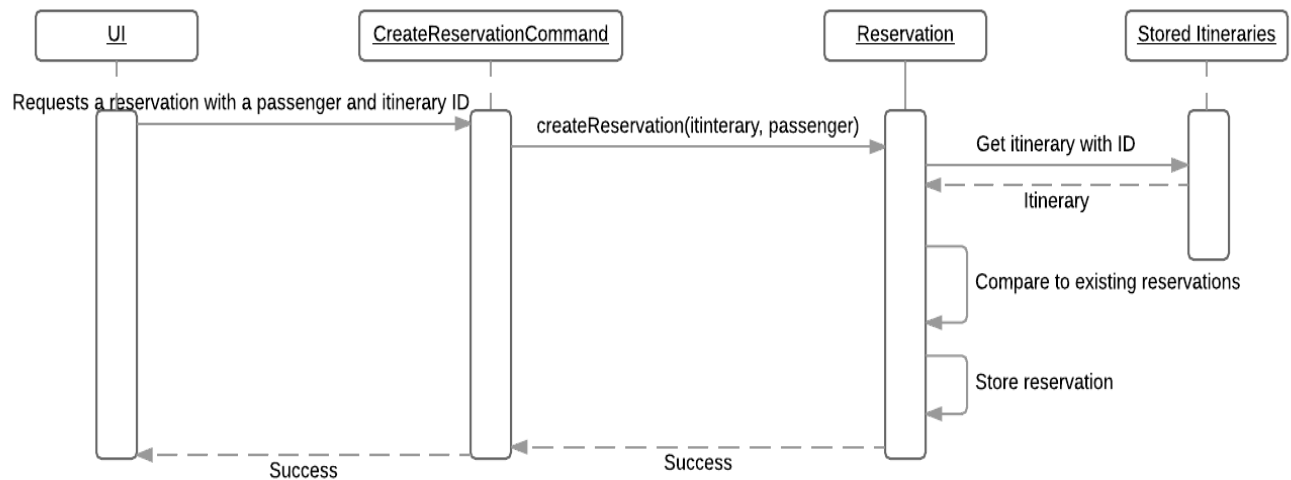 UI
CreateReservationCommand
Reservation
Stored Itineraries
Requests a reservation with a passenger and itinerary ID
createReservation(itinterary, passenger)
Get itinerary with ID
Itinerary
Compare to existing reservations
Store reservation
Success
Success